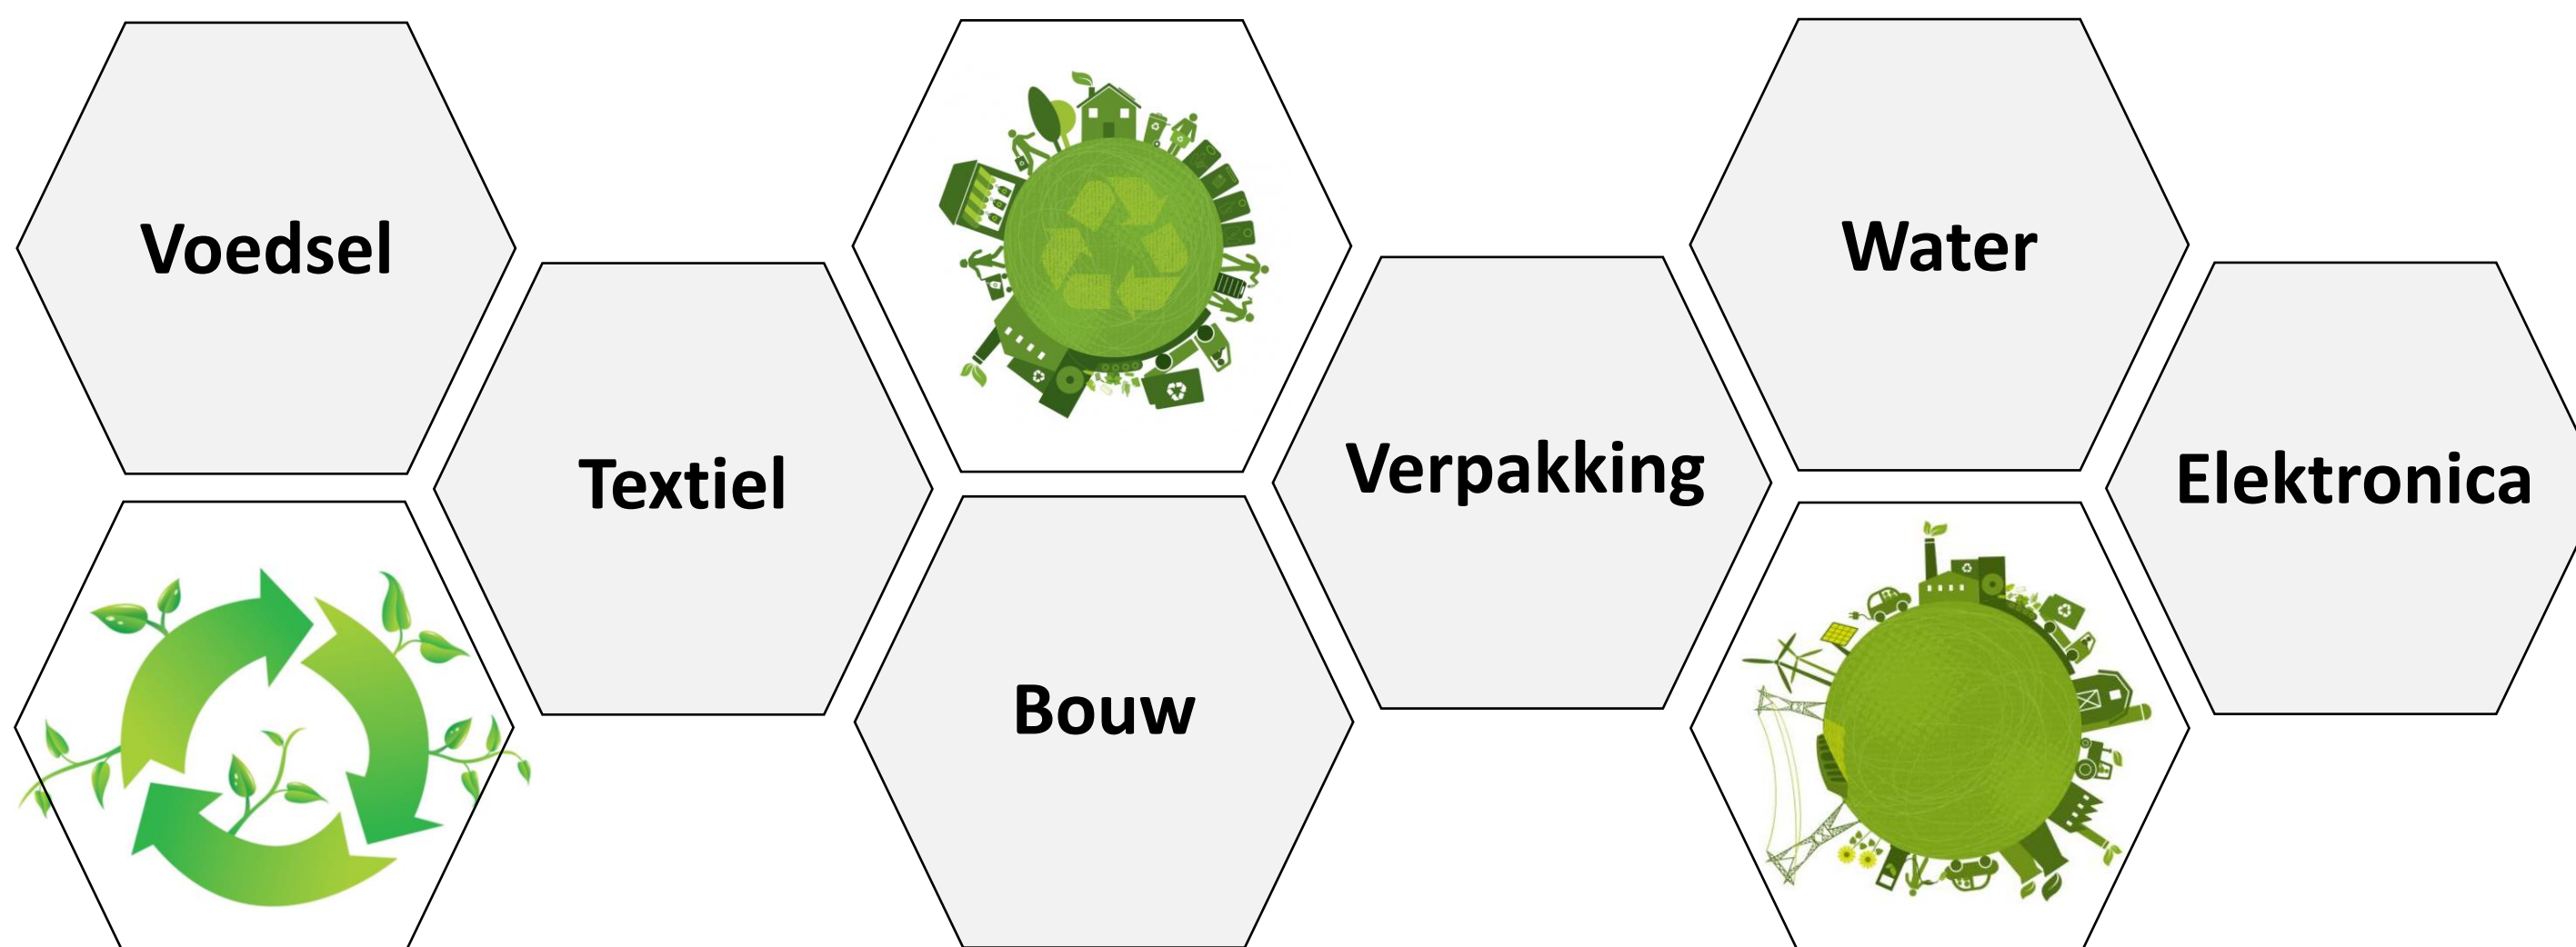 Voedsel
Textiel
Bouw
Verpakking
Water
Elektronica